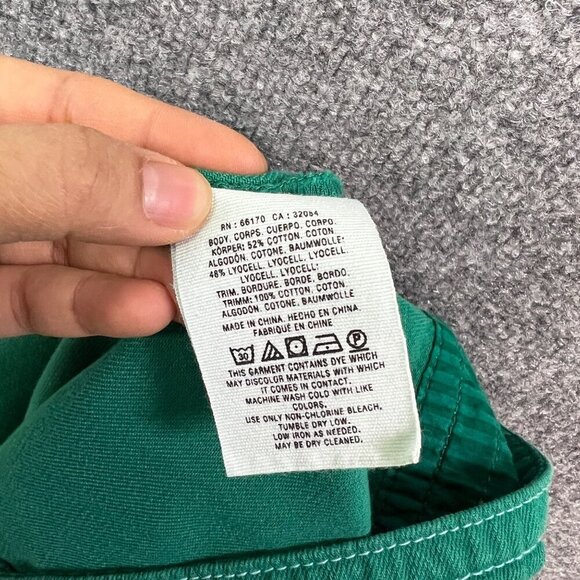 RN : 66170 CA : 32054
BODY, CORPS, CUERPO, CORPO,
KÖRPER: 52% COTTON, COTON,
ALGODÓN, COTONE, BAUMWOLLE:
48% LYOCELL, LYOCELL, LYOCELL,
LYOCELL, LYOCELL:
TRIM, BORDURE, BORDE, BORDO,
TRIMM: 100% COTTON, COTON,
ALGODÓN, COTONE, BAUMWOLLE
MADE IN CHINA, HECHO EN CHINA,
FABRIQUÉ EN CHINE
30 P
THIS GARMENT CONTAINS DYE WHICH
MAY DISCOLOR MATERIALS WITH WHICH
IT COMES IN CONTACT.
MACHINE WASH COLD WITH LIKE
COLORS.
USE ONLY NON-CHLORINE BLEACH.
TUMBLE DRY LOW.
LOW IRON AS NEEDED.
MAY BE DRY CLEANED.